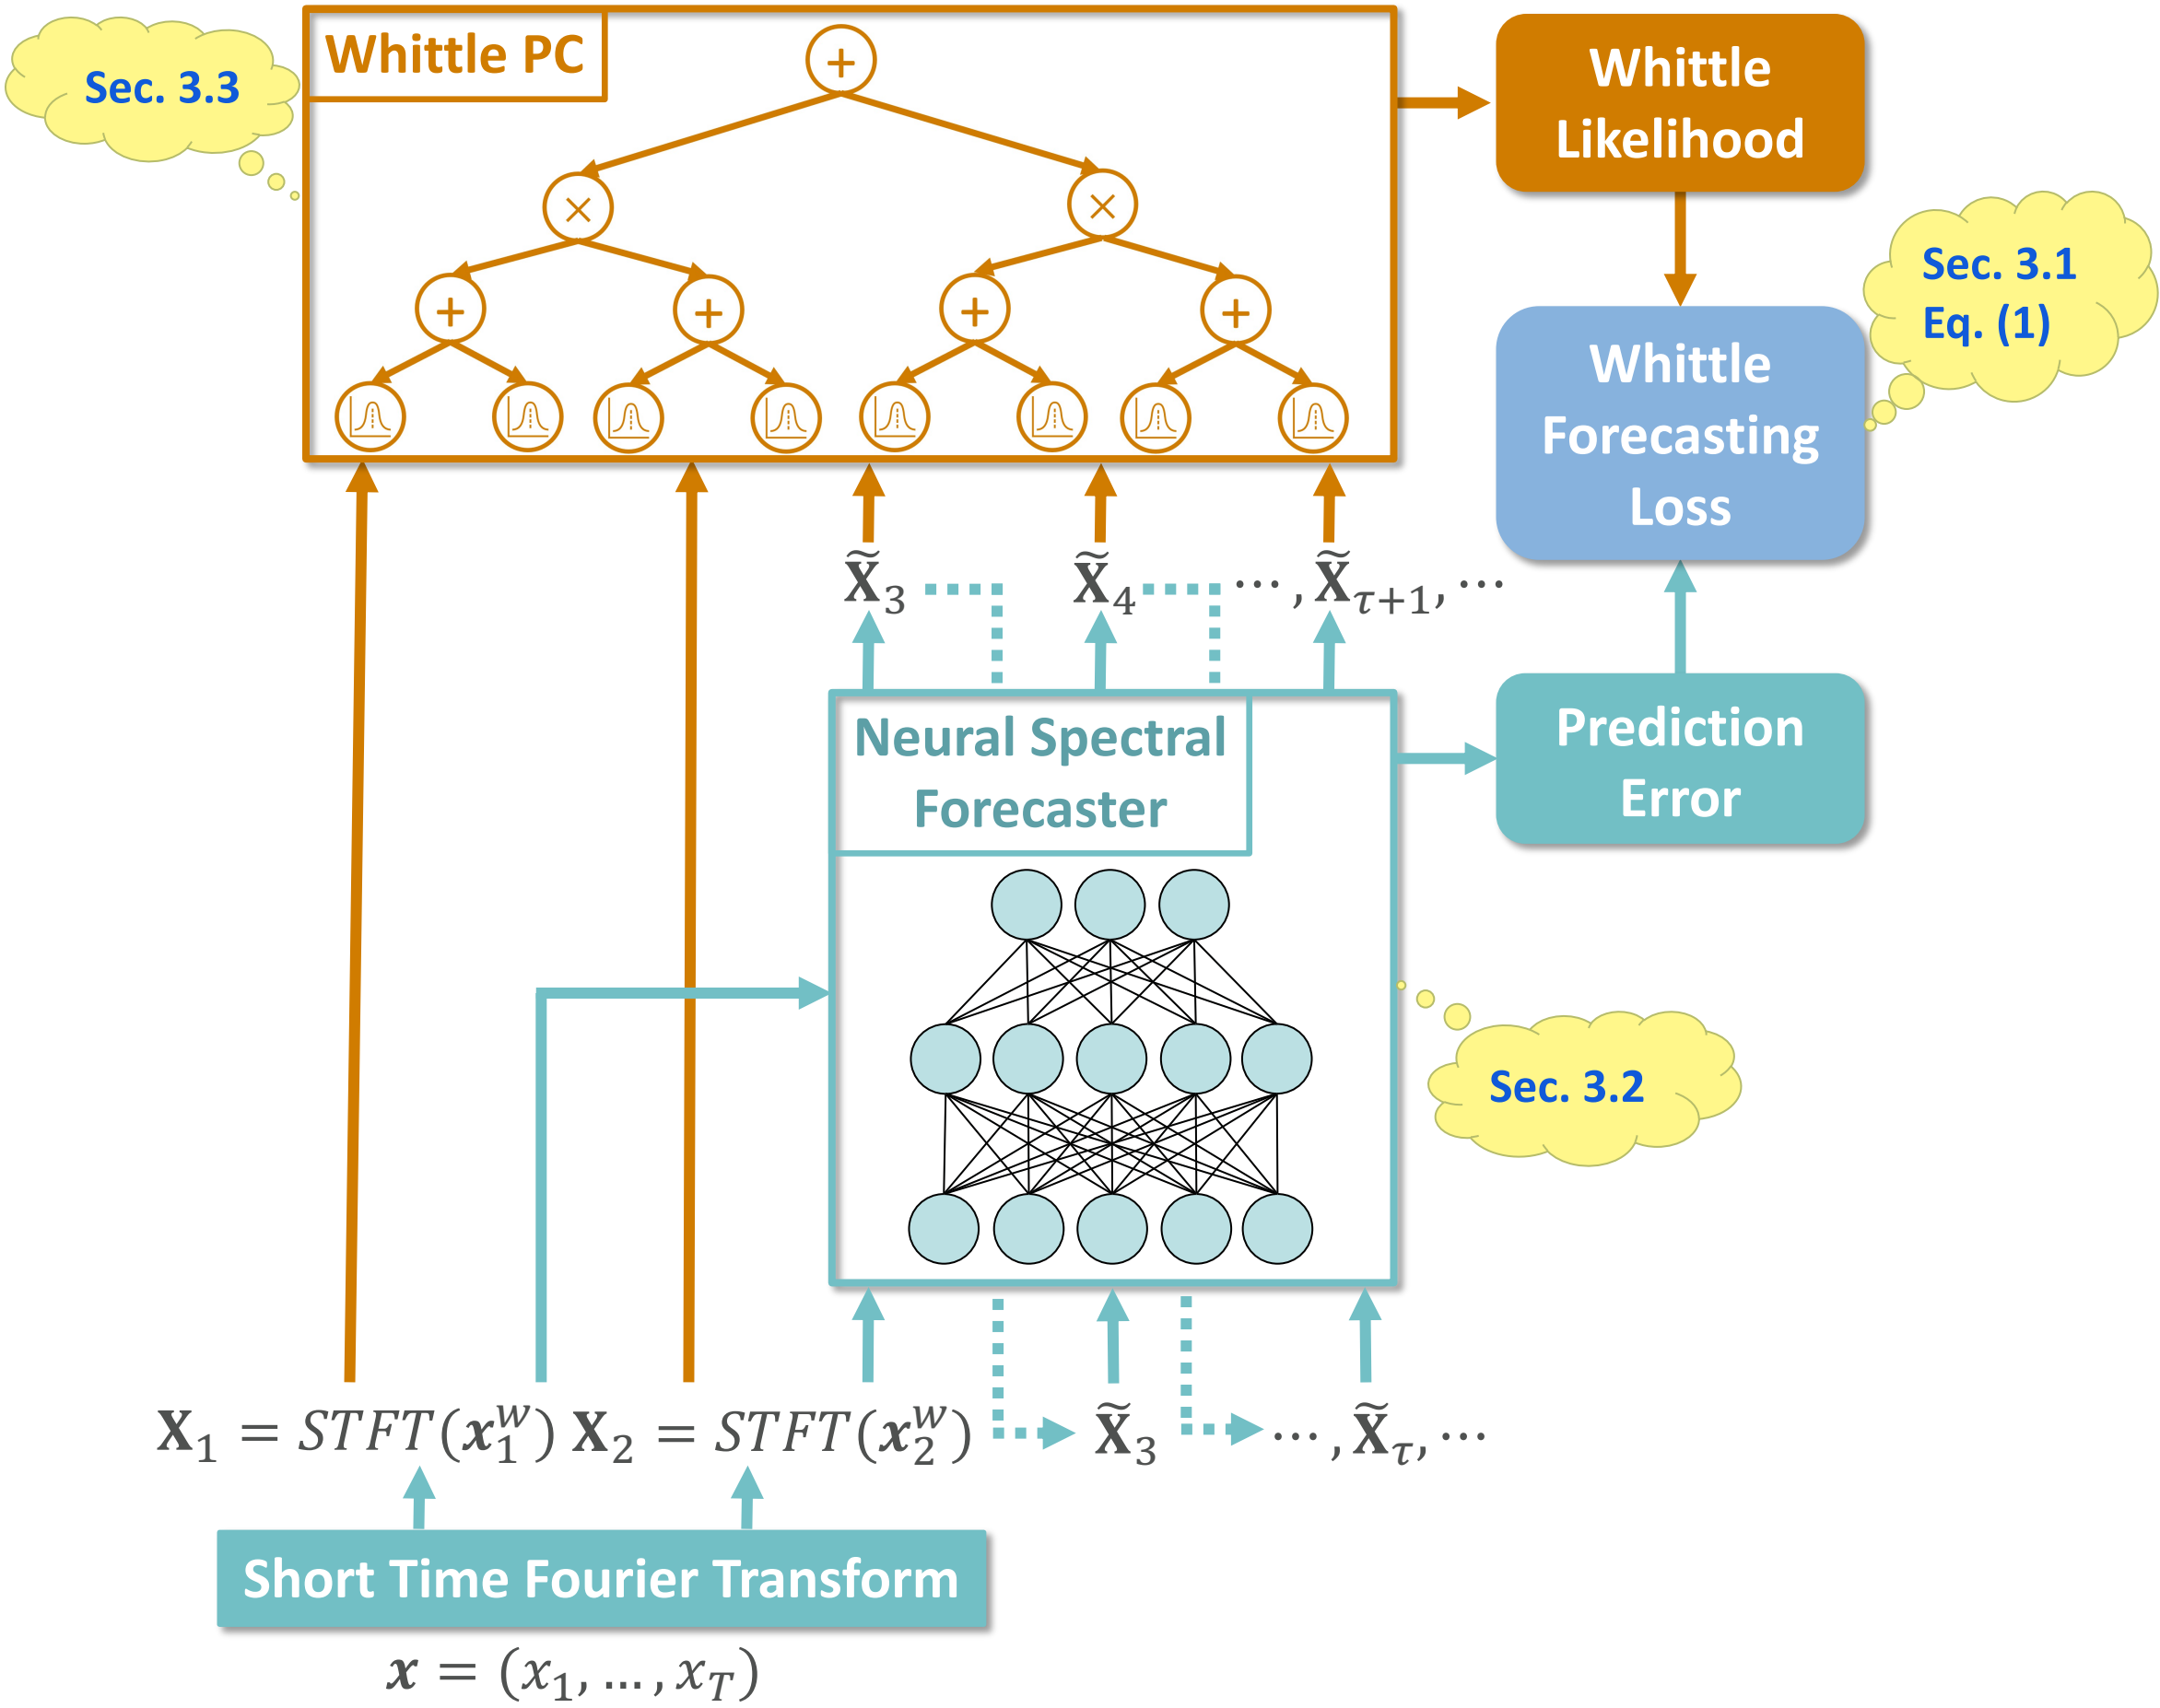 Sec. 3.3
Whittle PC
+
× ×
+ + + +
Whittle
Likelihood
Sec. 3.1
Eq. (1)
Whittle
Forecasting
Loss
X̃₃ X̃₄ ⋯ , X̃τ+1, ⋯
Neural Spectral
Forecaster
Prediction
Error
Sec. 3.2
X₁ = STFT(x₁ᵂ) X₂ = STFT(x₂ᵂ) X̃₃ ⋯ , X̃τ, ⋯
Short Time Fourier Transform
x = (x₁, … , x_T)